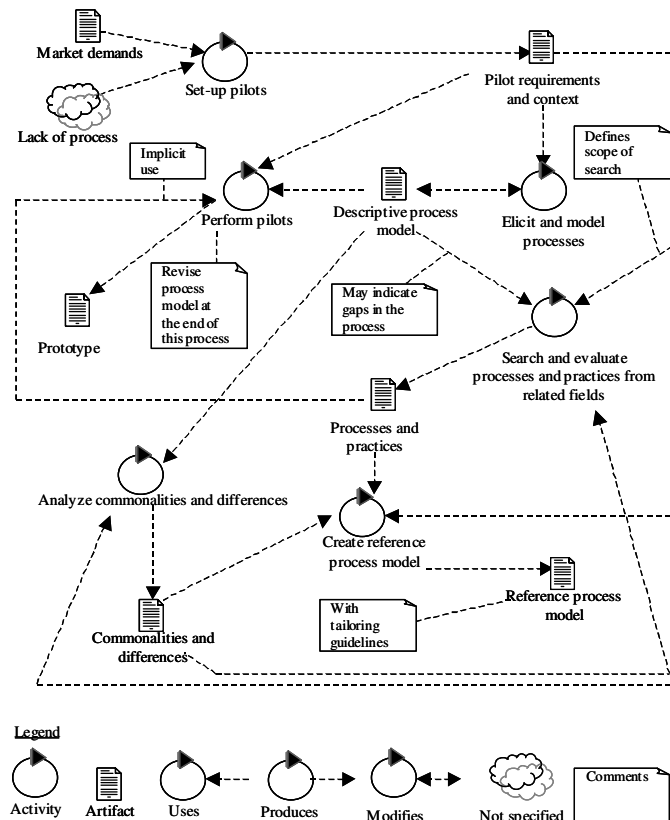 Market demands
Set-up pilots
Pilot requirements
and context
Lack of process
Defines
scope of
search
Implicit
use
Perform pilots
Descriptive process
model
Elicit and model
processes
Revise
process
model at
the end of
this process
May indicate
gaps in the
process
Prototype
Search and evaluate
processes and practices from
related fields
Processes and
practices
Analyze commonalities and differences
Create reference
process model
With
tailoring
guidelines
Reference process
model
Commonalities and
differences
Legend
Activity
Artifact
Uses
Produces
Modifies
Not specified
Comments